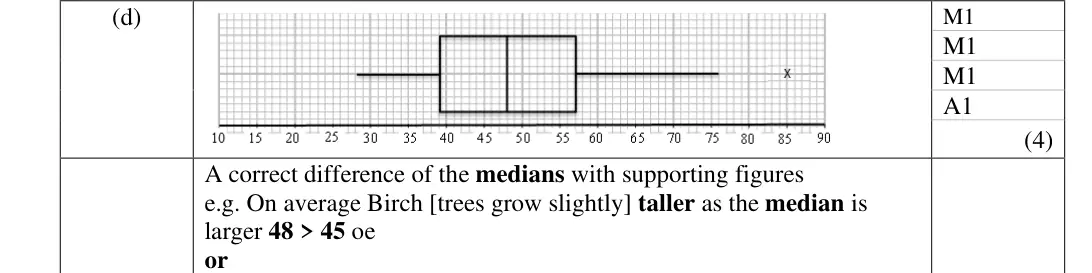 (d)
M1
M1
M1
A1
(4)
X
10 15 20 25 30 35 40 45 50 55 60 65 70 75 80 85 90
A correct difference of the medians with supporting figures
e.g. On average Birch [trees grow slightly] taller as the median is
larger 48 > 45 oe
or